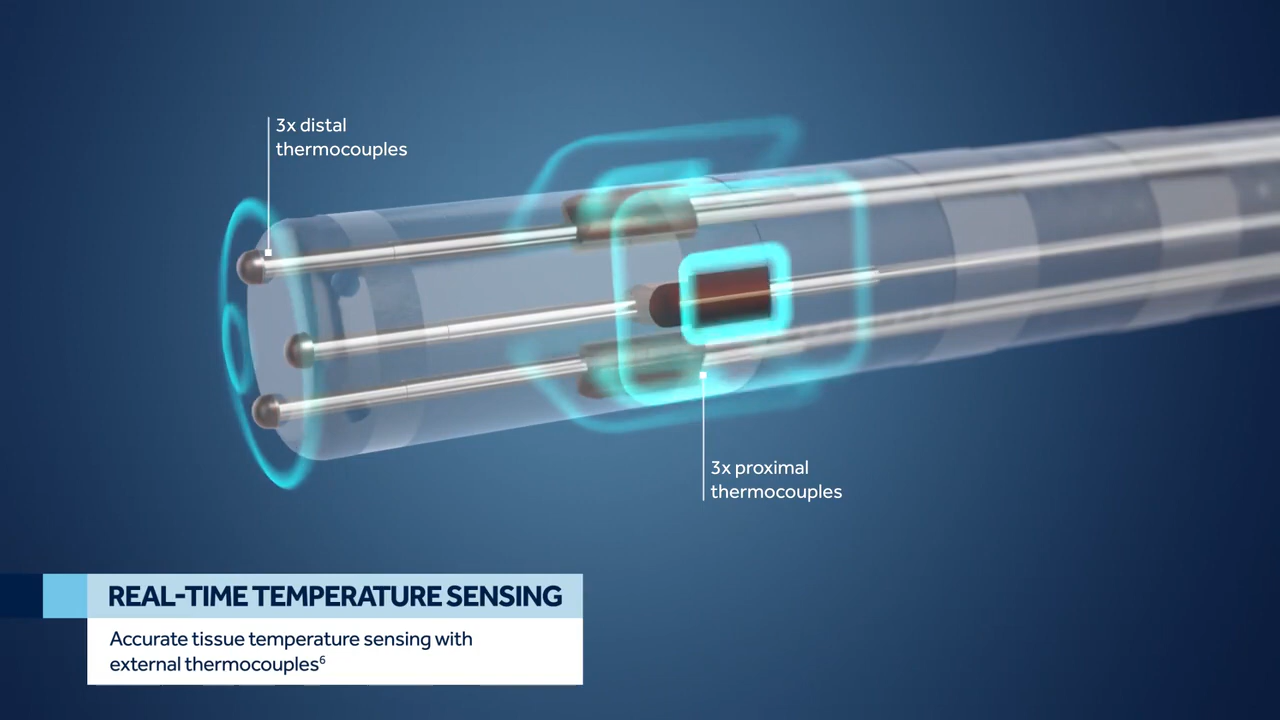 3x distal
thermocouples
3x proximal
thermocouples
REAL-TIME TEMPERATURE SENSING
Accurate tissue temperature sensing with
external thermocouples⁶